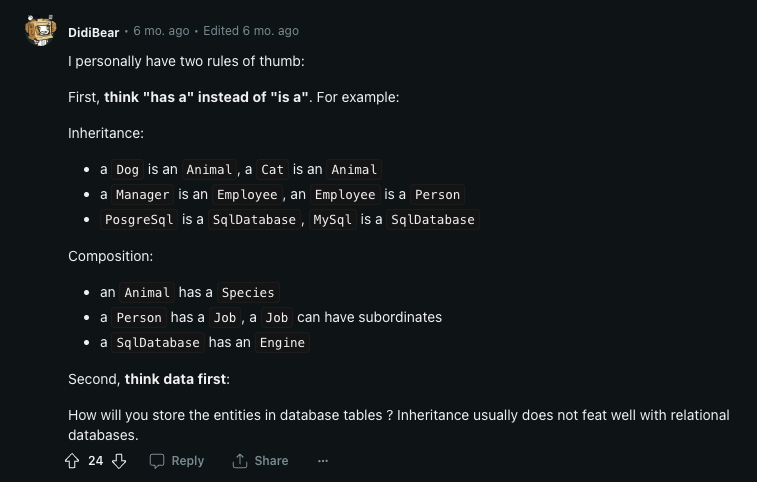 DidiBear · 6 mo. ago · Edited 6 mo. ago
I personally have two rules of thumb:
First, think "has a" instead of "is a". For example:
Inheritance:
• a Dog is an Animal, a Cat is an Animal
• a Manager is an Employee, an Employee is a Person
• PosgreSql is a SqlDatabase, MySql is a SqlDatabase
Composition:
• an Animal has a Species
• a Person has a Job, a Job can have subordinates
• a SqlDatabase has an Engine
Second, think data first:
How will you store the entities in database tables ? Inheritance usually does not feat well with relational
databases.
24 Reply Share ...